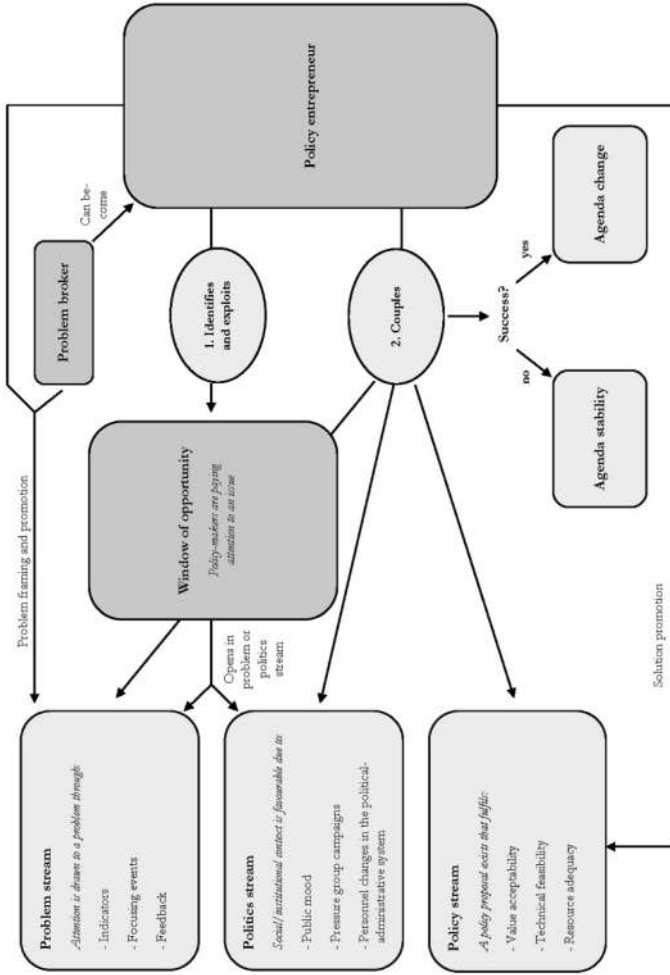 Problem stream
Attention is drawn to a problem through:
- Indicators
- Focusing events
- Feedback
Politics stream
Social/institutional context is favourable due to:
- Public mood
- Pressure group campaigns
- Personnel changes in the political-
administrative system
Policy stream
A policy proposal exists that fulfils:
- Value acceptability
- Technical feasibility
- Resource adequacy
Problem framing and promotion
Opens in
problem or
politics
stream
Window of opportunity
Policy-makers are paying
attention to an issue
Problem broker
Can be-
come
1. Identifies
and exploits
2. Couples
Policy entrepreneur
Success?
no
yes
Agenda stability
Agenda change
Solution promotion